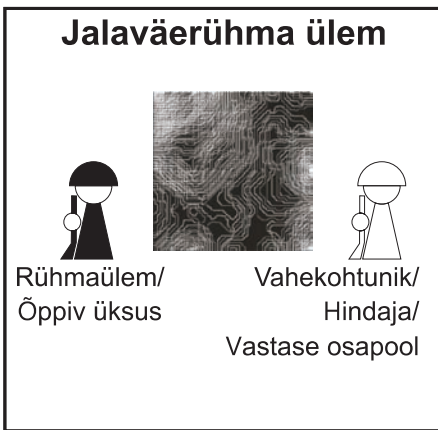 Jalaväerühma ülem
Rühmaülem/
Õppiv üksus
Vahekohtunik/
Hindaja/
Vastase osapool